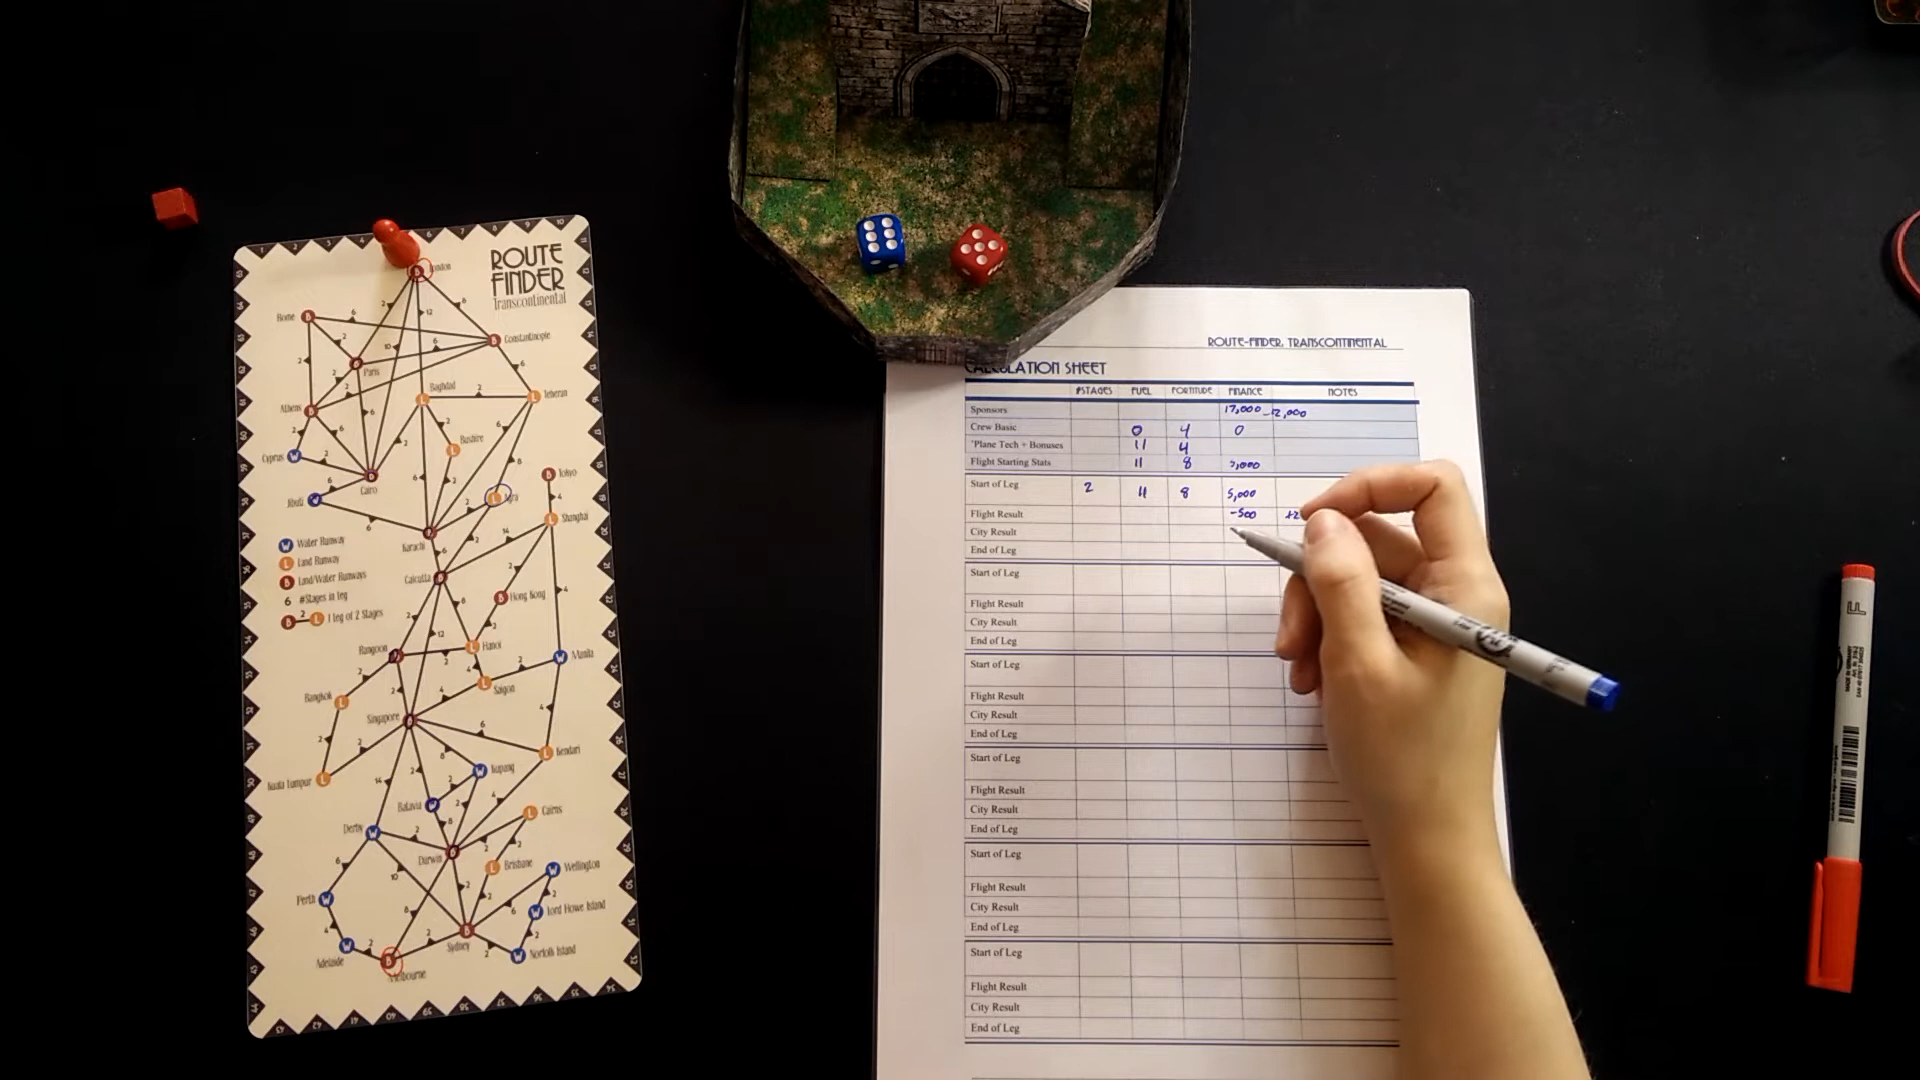 ROUTE
FINDER
Transcontinental
London
Rome
Constantinople
Paris
Baghdad
Teheran
Athens
Bushire
Cyprus
Cairo
Tokyo
Agra
Shanghai
Karachi
Water Runway
Land Runway
Land/Water Runways
6 #Stages in leg
1 leg of 2 Stages
Calcutta
Hong Kong
Rangoon
Hanoi
Manila
Saigon
Bangkok
Singapore
Kendari
Kuala Lumpur
Kupang
Batavia
Cairns
Derby
Darwin
Brisbane
Wellington
Perth
Lord Howe Island
Sydney
Norfolk Island
Adelaide
Melbourne
ROUTE-FINDER, TRANSCONTINENTAL
CALCULATION SHEET
#STAGES FUEL FORTITUDE FINANCE NOTES
Sponsors 17,000 -12,000
Crew Basic 0 4 0
'Plane Tech + Bonuses 11 4
Flight Starting Stats 11 8 5,000
Start of Leg 2 11 8 5,000
Flight Result -500
City Result
End of Leg
Start of Leg
Flight Result
City Result
End of Leg
Start of Leg
Flight Result
City Result
End of Leg
Start of Leg
Flight Result
City Result
End of Leg
Start of Leg
Flight Result
City Result
End of Leg
Start of Leg
Flight Result
City Result
End of Leg